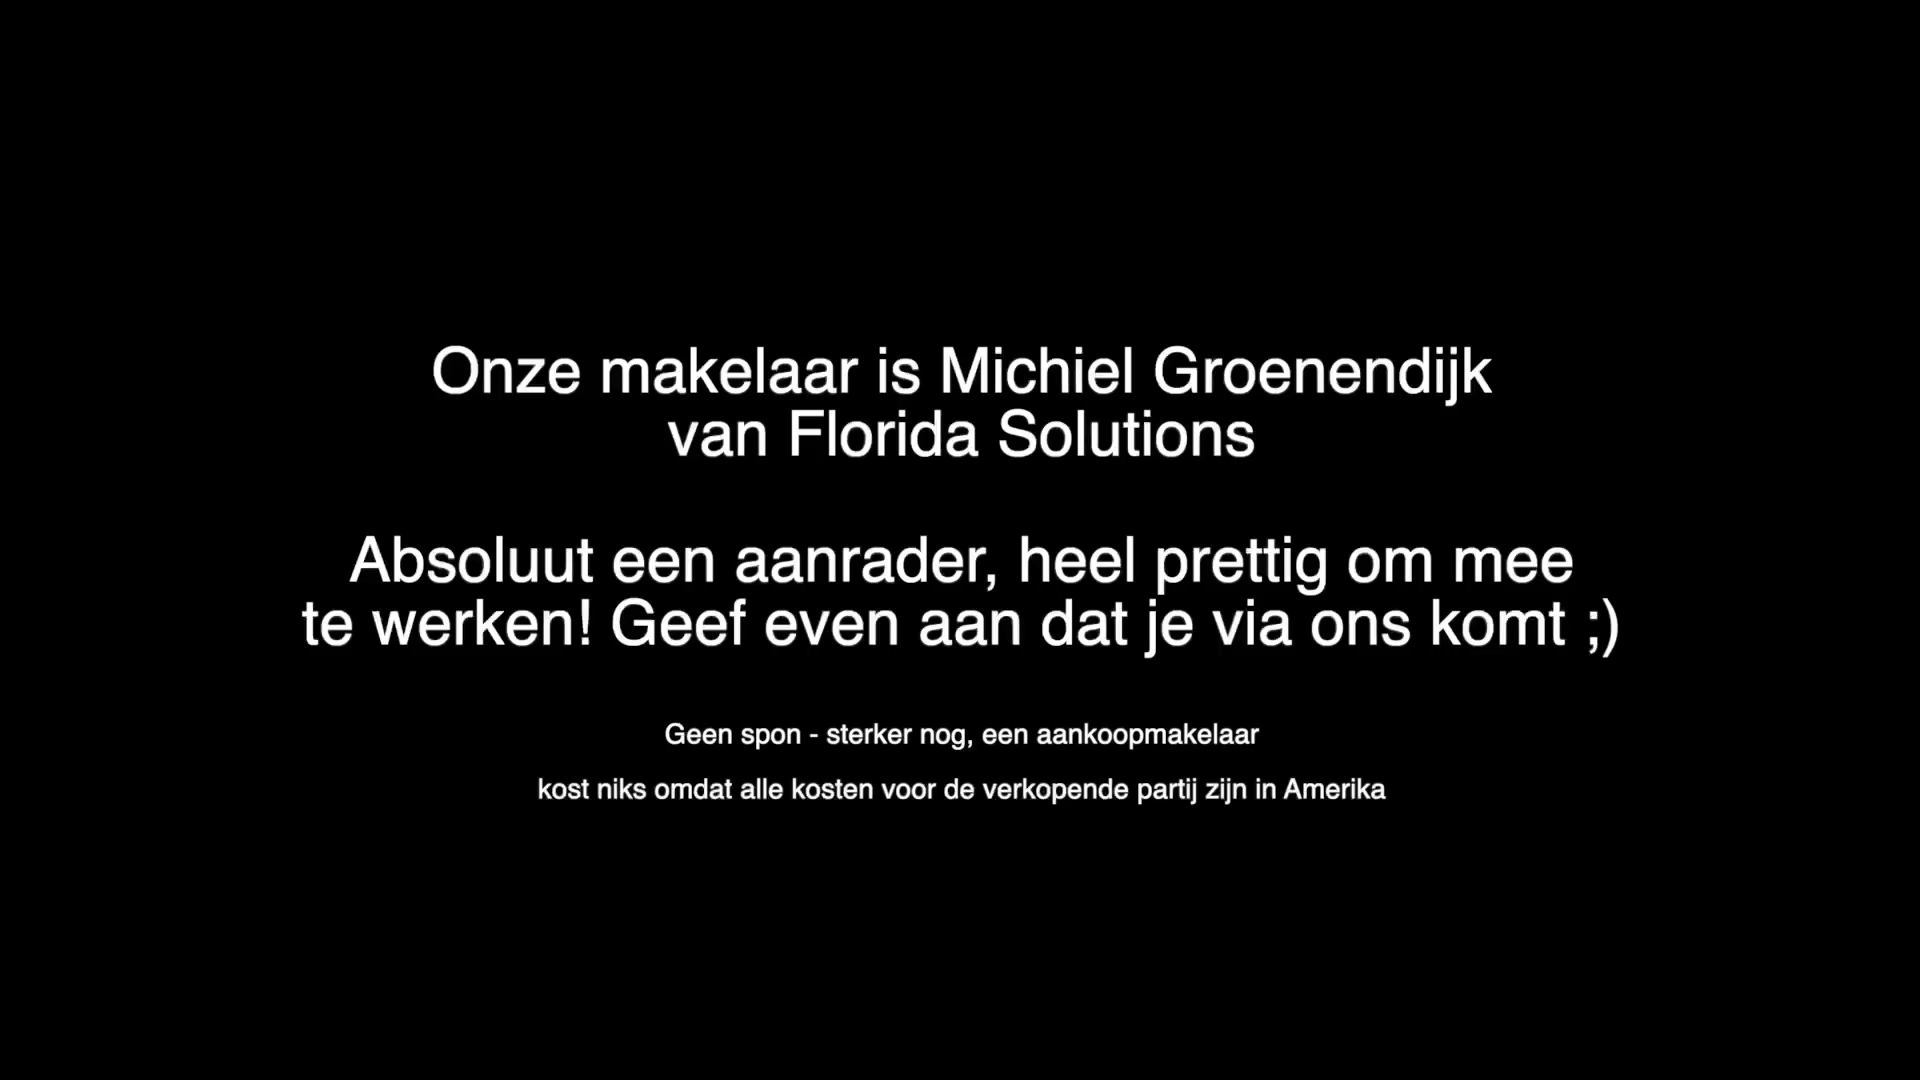 Onze makelaar is Michiel Groenendijk
van Florida Solutions
Absoluut een aanrader, heel prettig om mee
te werken! Geef even aan dat je via ons komt ;)
Geen spon - sterker nog, een aankoopmakelaar
kost niks omdat alle kosten voor de verkopende partij zijn in Amerika